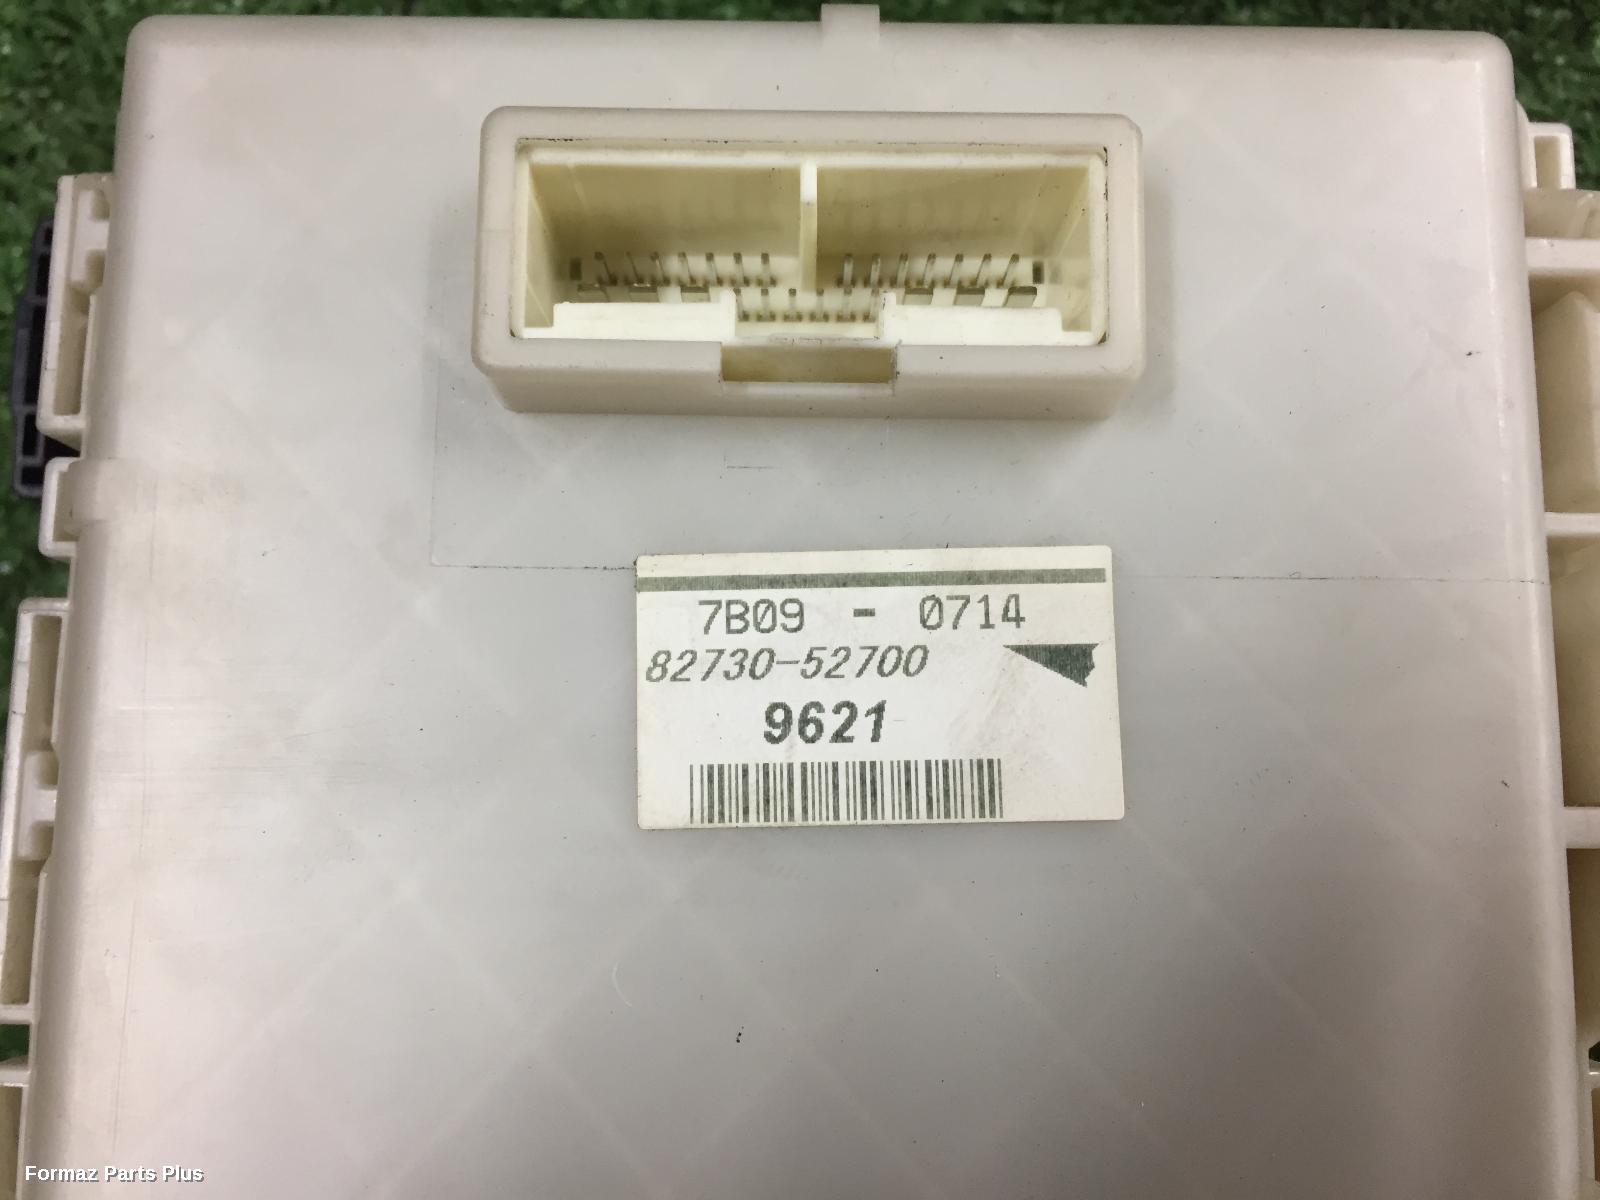 7B09 - 0714
82730-52700
9621
Formaz Parts Plus